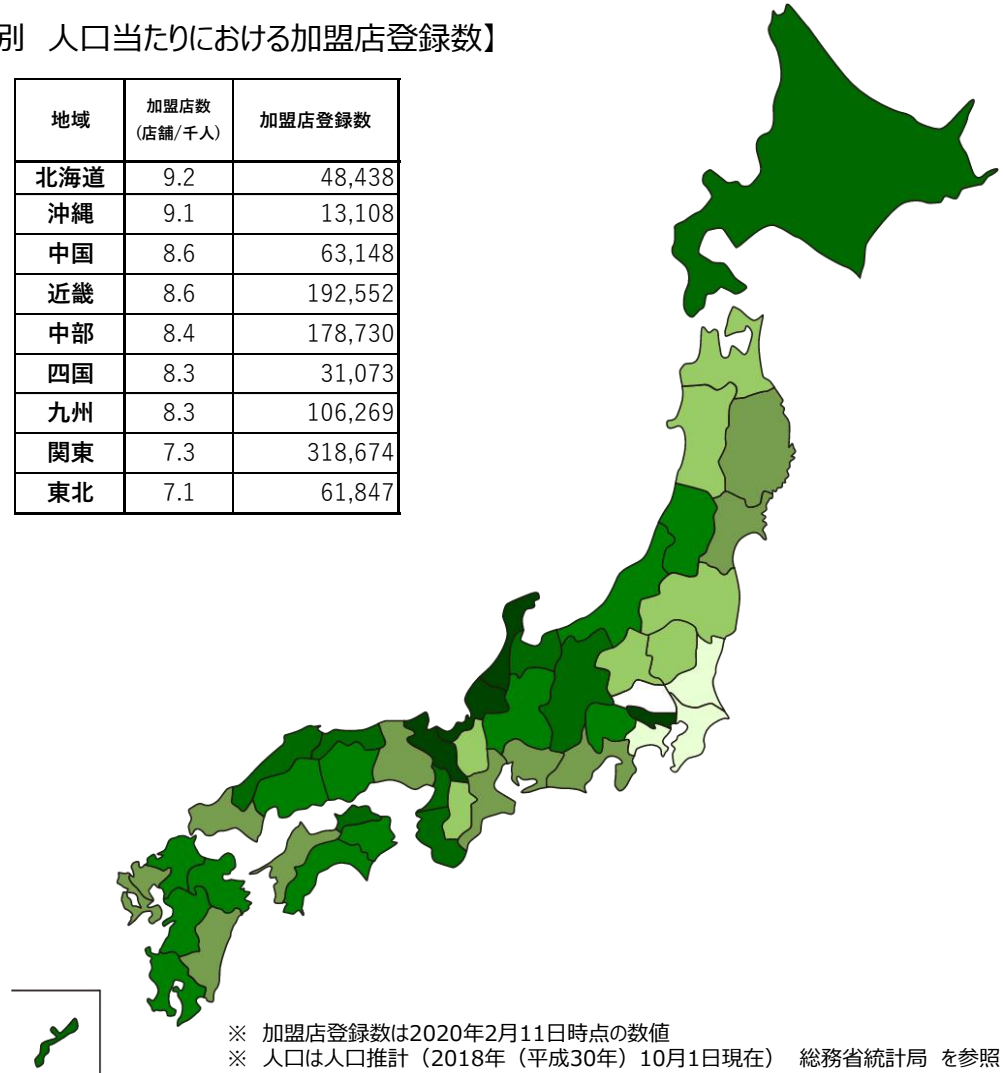 別 人口当たりにおける加盟店登録数】
地域 加盟店数 (店舗/千人) 加盟店登録数
北海道 9.2 48,438
沖縄 9.1 13,108
中国 8.6 63,148
近畿 8.6 192,552
中部 8.4 178,730
四国 8.3 31,073
九州 8.3 106,269
関東 7.3 318,674
東北 7.1 61,847
※ 加盟店登録数は2020年2月11日時点の数値
※ 人口は人口推計（2018年（平成30年）10月1日現在） 総務省統計局 を参照